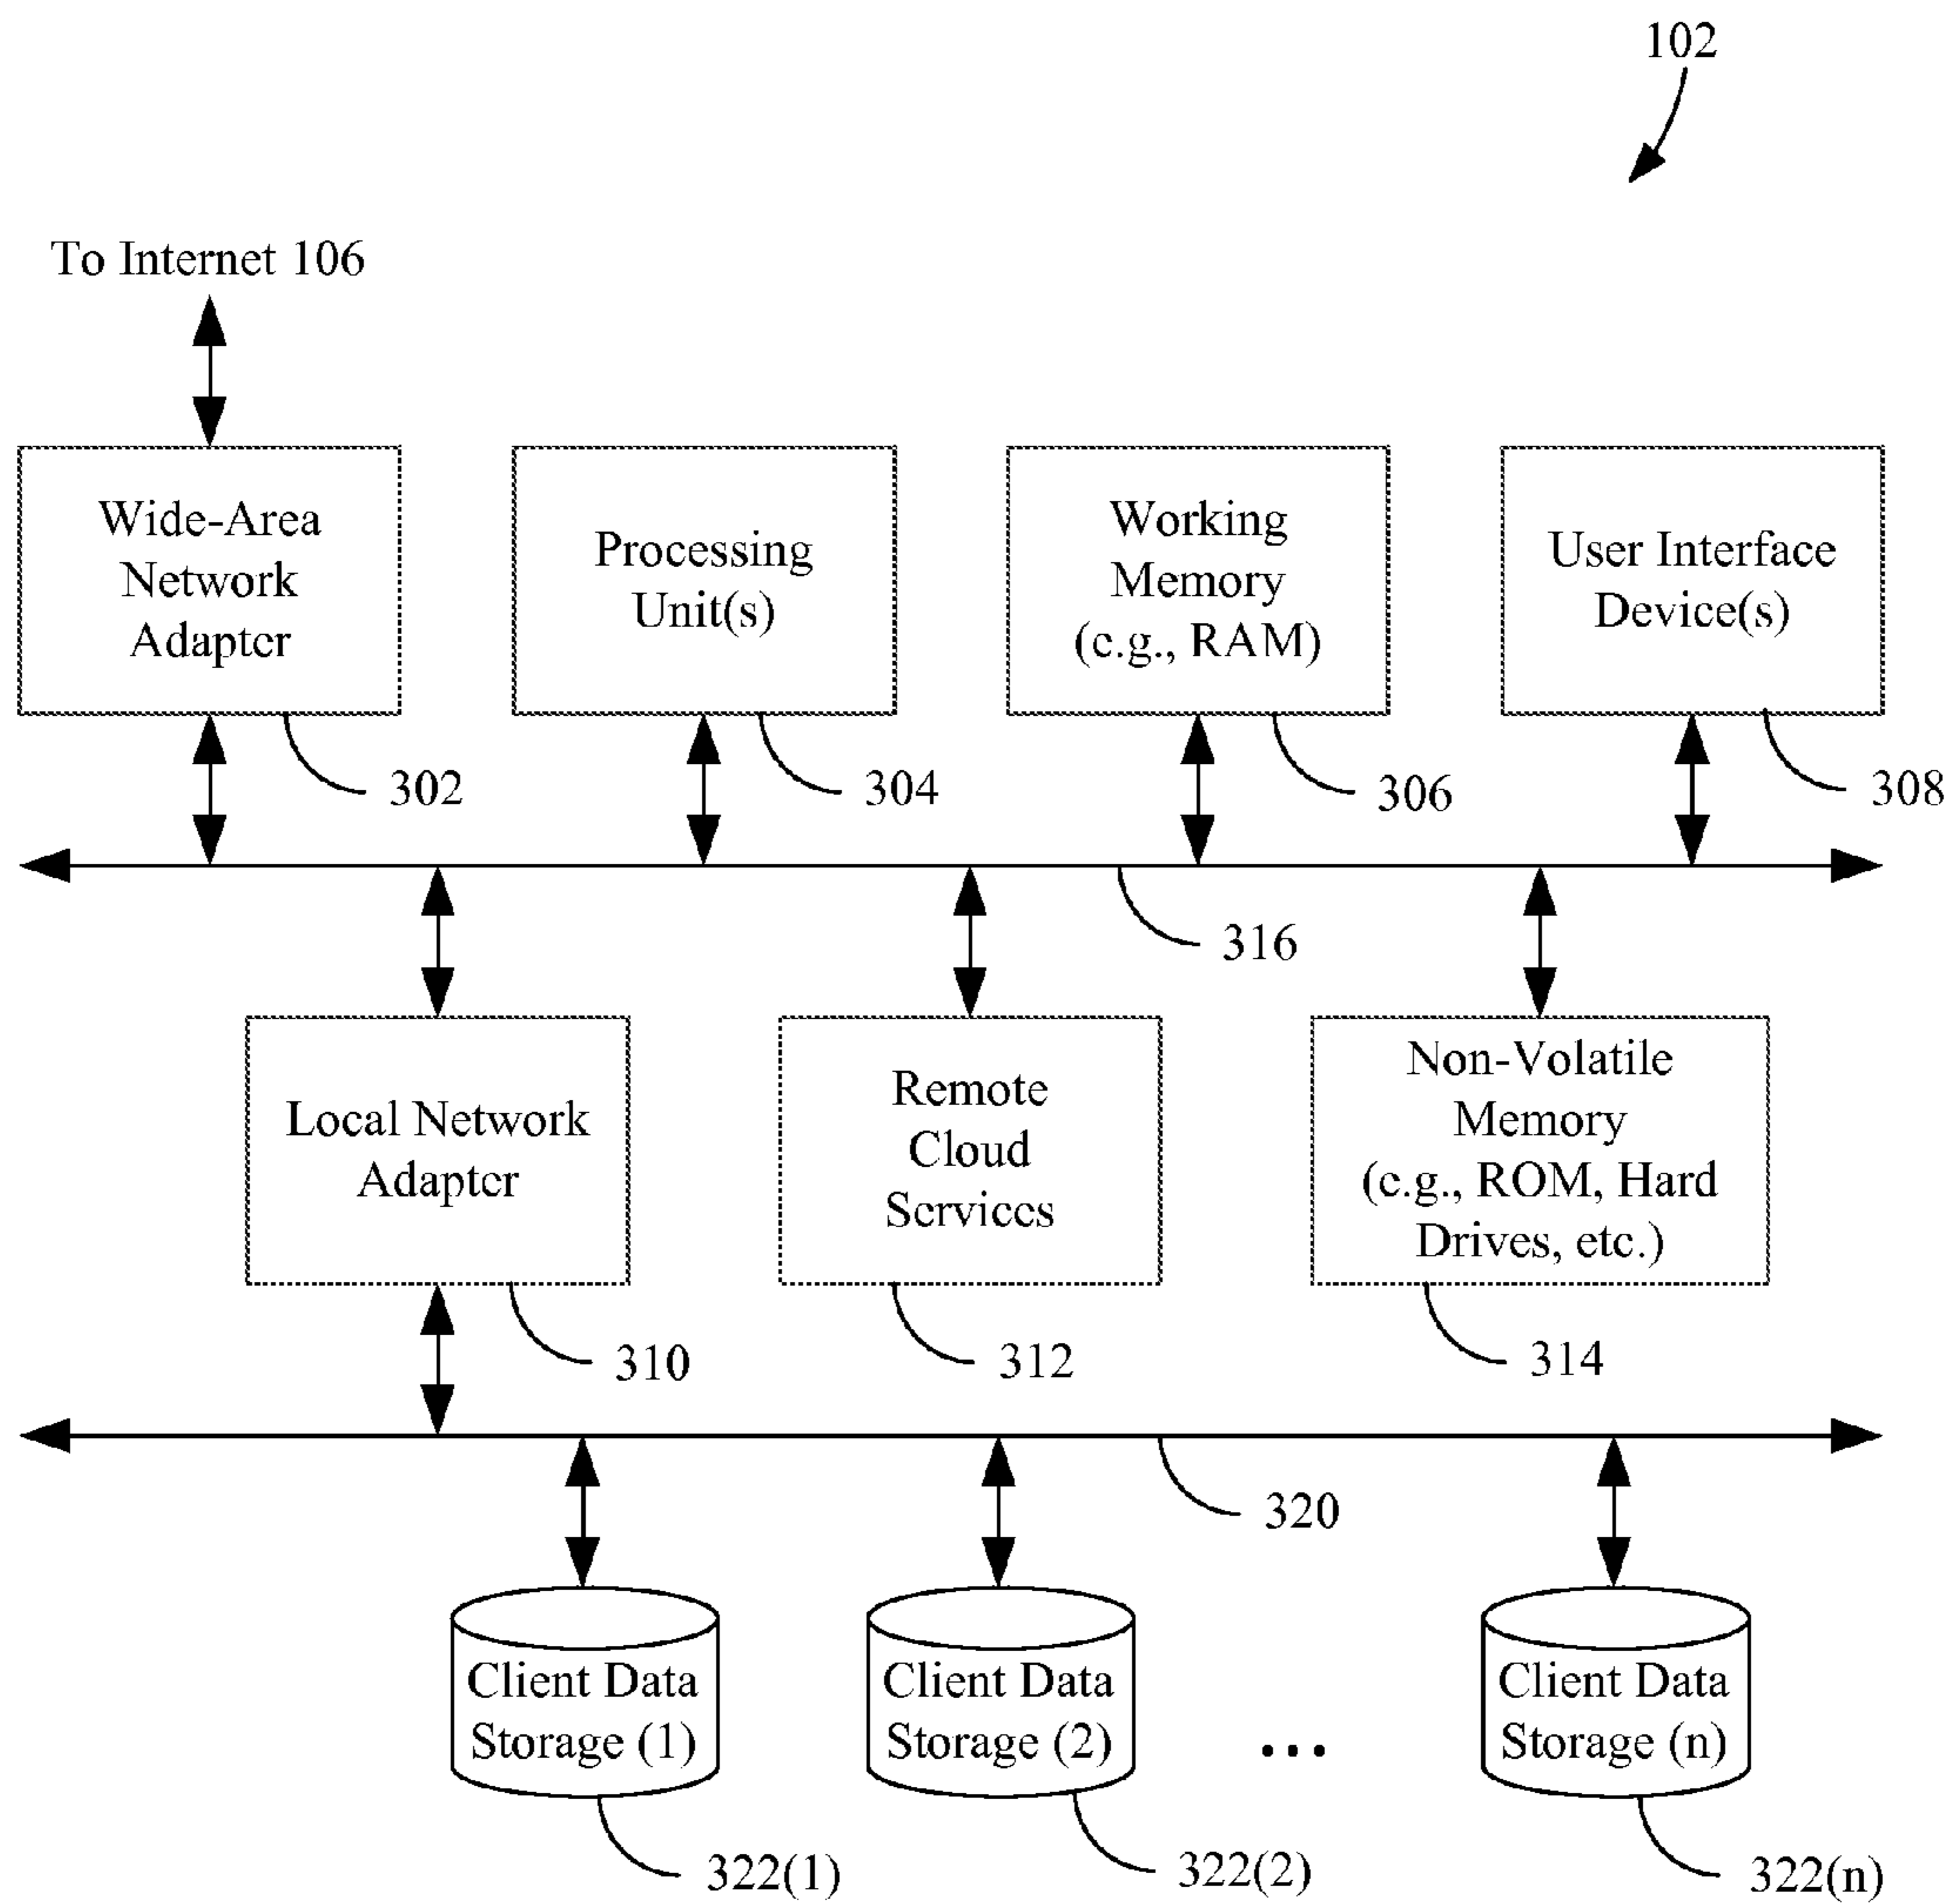 102
To Internet 106
Wide-Area
Network
Adapter
Processing
Unit(s)
Working
Memory
(e.g., RAM)
User Interface
Device(s)
302
304
306
308
316
Local Network
Adapter
Remote
Cloud
Services
Non-Volatile
Memory
(e.g., ROM, Hard
Drives, etc.)
310
312
314
320
Client Data
Storage (1)
Client Data
Storage (2)
...
Client Data
Storage (n)
322(1)
322(2)
322(n)